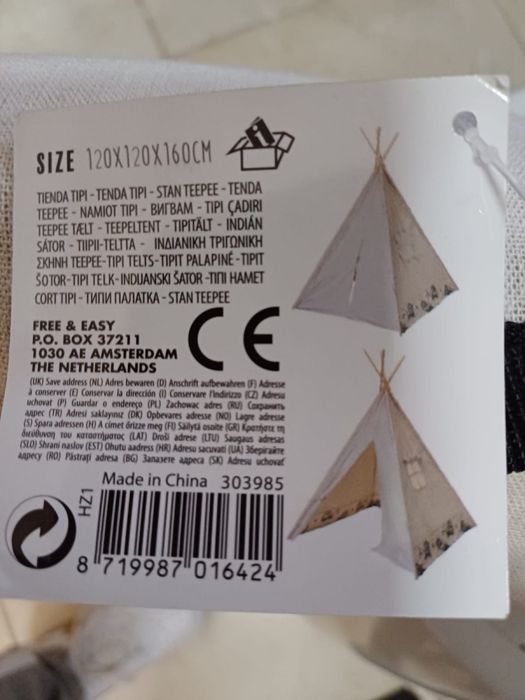 SIZE 120X120X160CM
TIENDA TIPI - TENDA TIPI - STAN TEEPEE - TENDA
TEEPEE - NAMIOT TIPI - ВИГВАМ - TIPI ÇADIRI
TEEPEE TÆLT - TEEPELTENT - TIPITÄLT - INDIÁN
SÁTOR - TIIPII-TELTTA - ΙΝΔΙΑΝΙΚΗ ΤΡΙΓΩΝΙΚΗ
ΣΚΗΝΗ TEEPEE-TIPI TELTS-TIPIT PALAPINĖ-TIPIT
ŠOTOR-TIPI TELK-INDIJANSKI ŠATOR -ТІПІ НАМЕТ
CORT TIPI - ТИПИ ПАЛАТКА - STAN TEEPEE
FREE & EASY
P.O. BOX 37211
1030 AE AMSTERDAM
THE NETHERLANDS
CE
(UK) Save address (NL) Adres bewaren (D) Anschrift aufbewahren (F) Adresse
à conserver (E) Conservar la dirección (I) Conservare l'indirizzo (CZ) Adresu
uchovat (P) Guardar o endereço (PL) Zachowac adres (RU) Сохранить
адрес (TR) Adresi saklayınız (DK) Opbevares adresse (NO) Lagre adresse
(S) Spara adressen (H) A címet őrizze meg (FI) Säilytä osoite (GR) Κρατήστε τη
διεύθυνση του καταστήματος (LAT) Droši adrese (LTU) Saugaus adresas
(SLO) Shrani naslov (EST) Ohutu aadress (HR) Adresu sacuvati (UA) Зберигайте
адресу (RO) Păstrați adresa (BG) Запазете адреса (SK) Adresu uchovať
Made in China 303985
HZ1
8 719987 016424